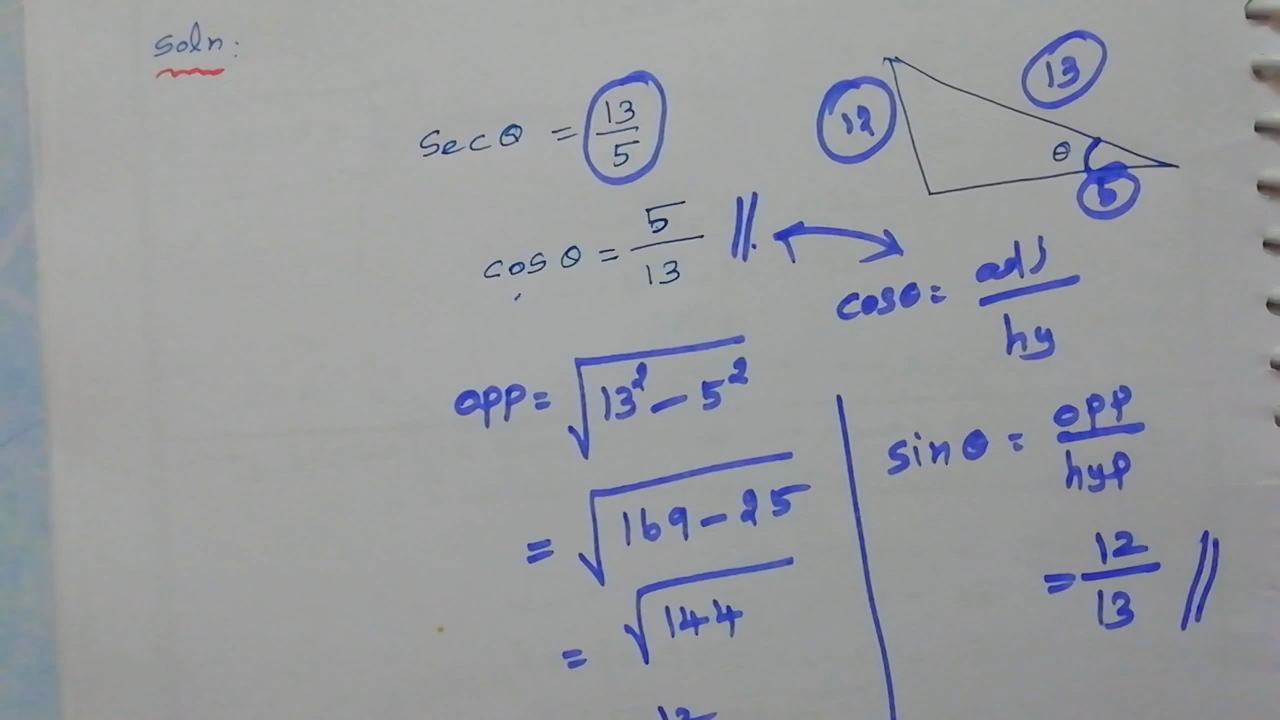 Soln:
secθ = 13/5
cosθ = 5/13 //
opp = √(13² - 5²)
= √(169 - 25)
= √144
12
12
13
θ
5
cosθ = adj/hy
sinθ = opp/hyp
= 12/13 //